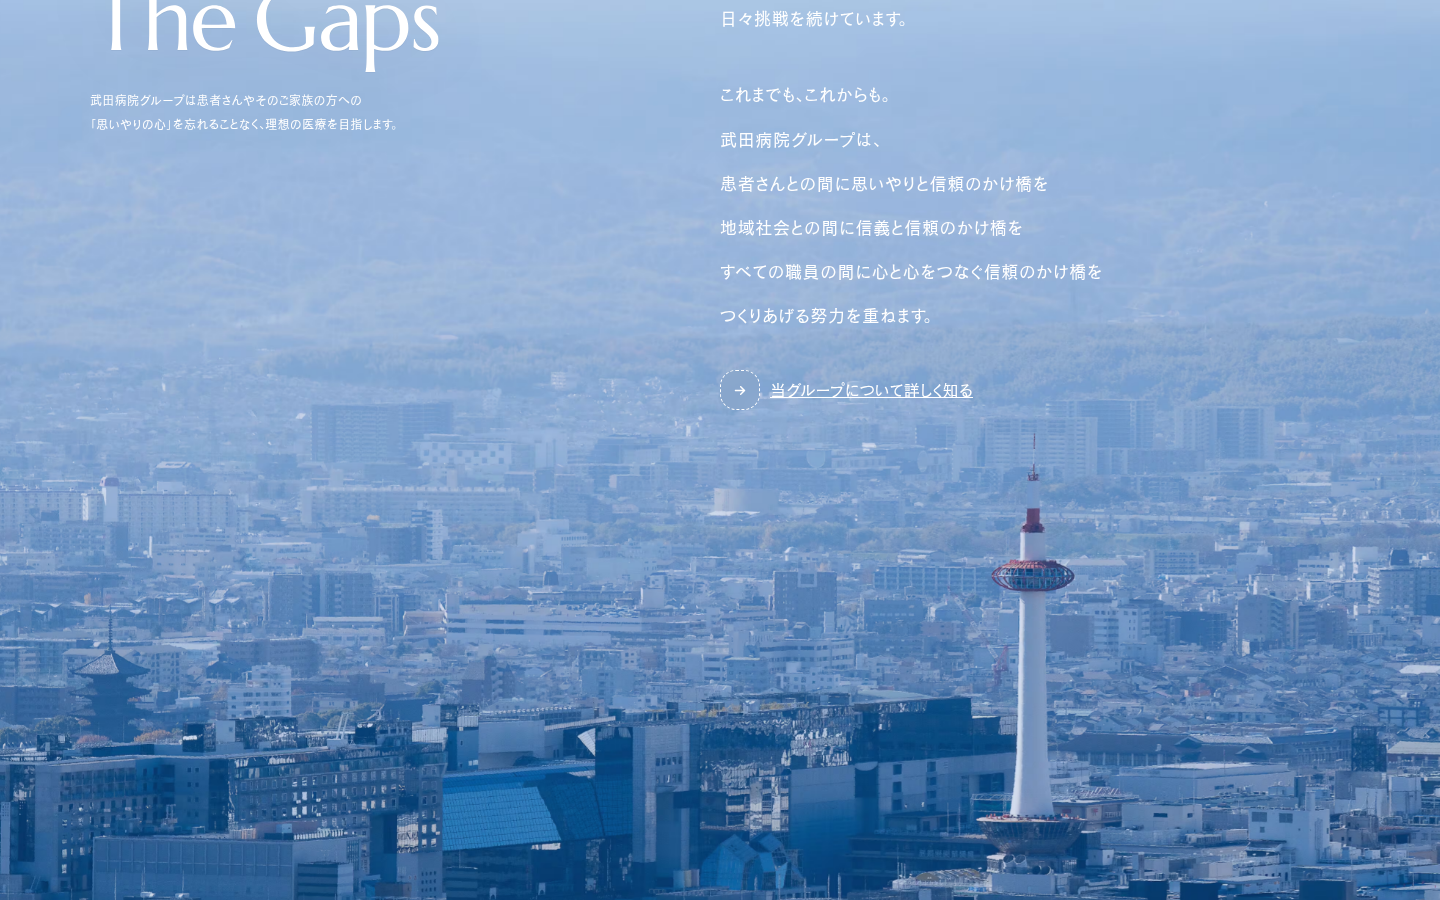 The Gaps
武田病院グループは患者さんやそのご家族の方への
「思いやりの心」を忘れることなく、理想の医療を目指します。
日々挑戦を続けています。
これまでも、これからも。
武田病院グループは、
患者さんとの間に思いやりと信頼のかけ橋を
地域社会との間に信義と信頼のかけ橋を
すべての職員の間に心と心をつなぐ信頼のかけ橋を
つくりあげる努力を重ねます。
当グループについて詳しく知る